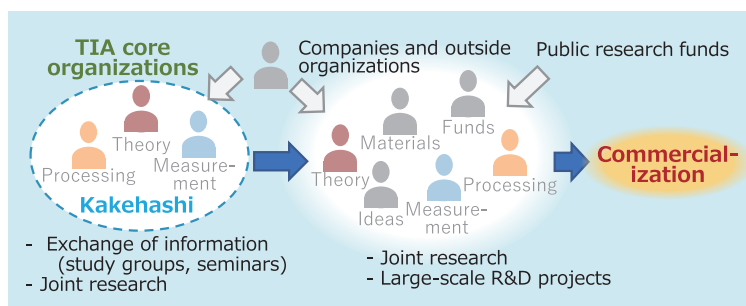 TIA core
organizations
Companies and outside
organizations
Public research funds
Theory
Processing
Measure-
ment
Kakehashi
Materials
Funds
Theory
Ideas
Measure-
ment
Processing
Commercial-
ization
- Exchange of information
(study groups, seminars)
- Joint research
- Joint research
- Large-scale R&D projects